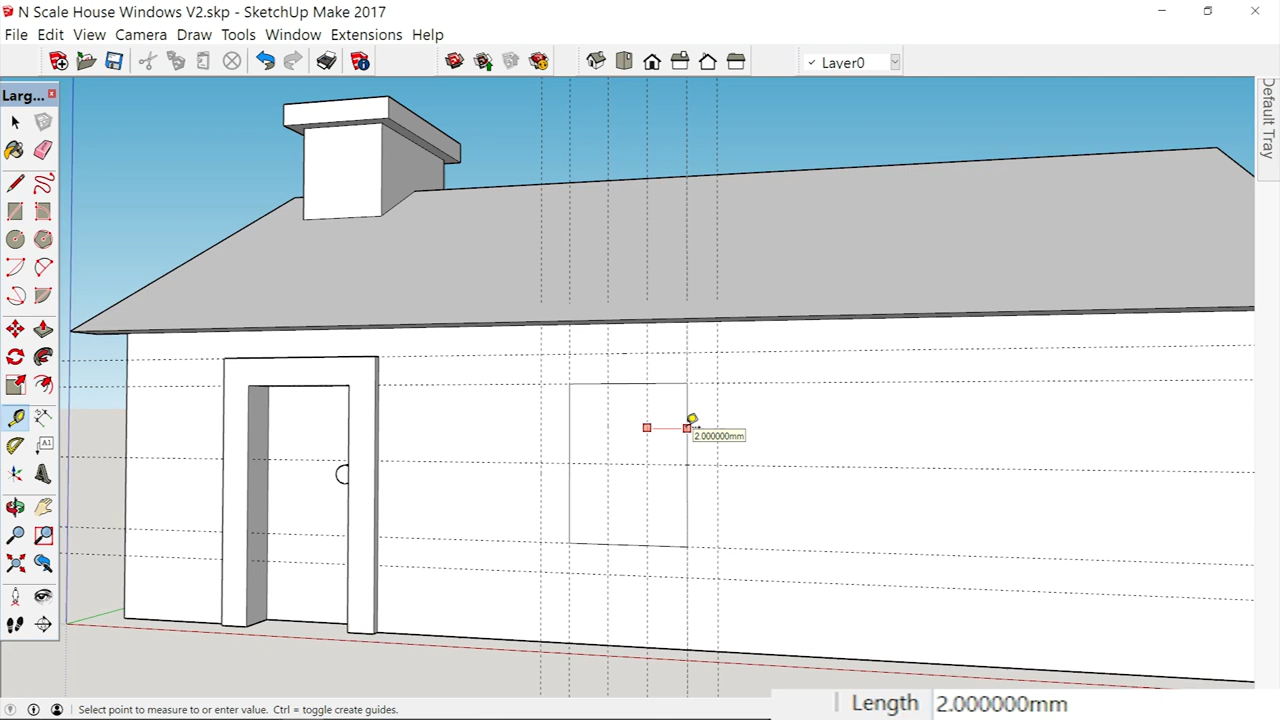 N Scale House Windows V2.skp - SketchUp Make 2017
File Edit View Camera Draw Tools Window Extensions Help
Layer0
Larg...
Default Tray
A1
2.000000mm
Select point to measure to or enter value. Ctrl = toggle create guides.
Length 2.000000mm